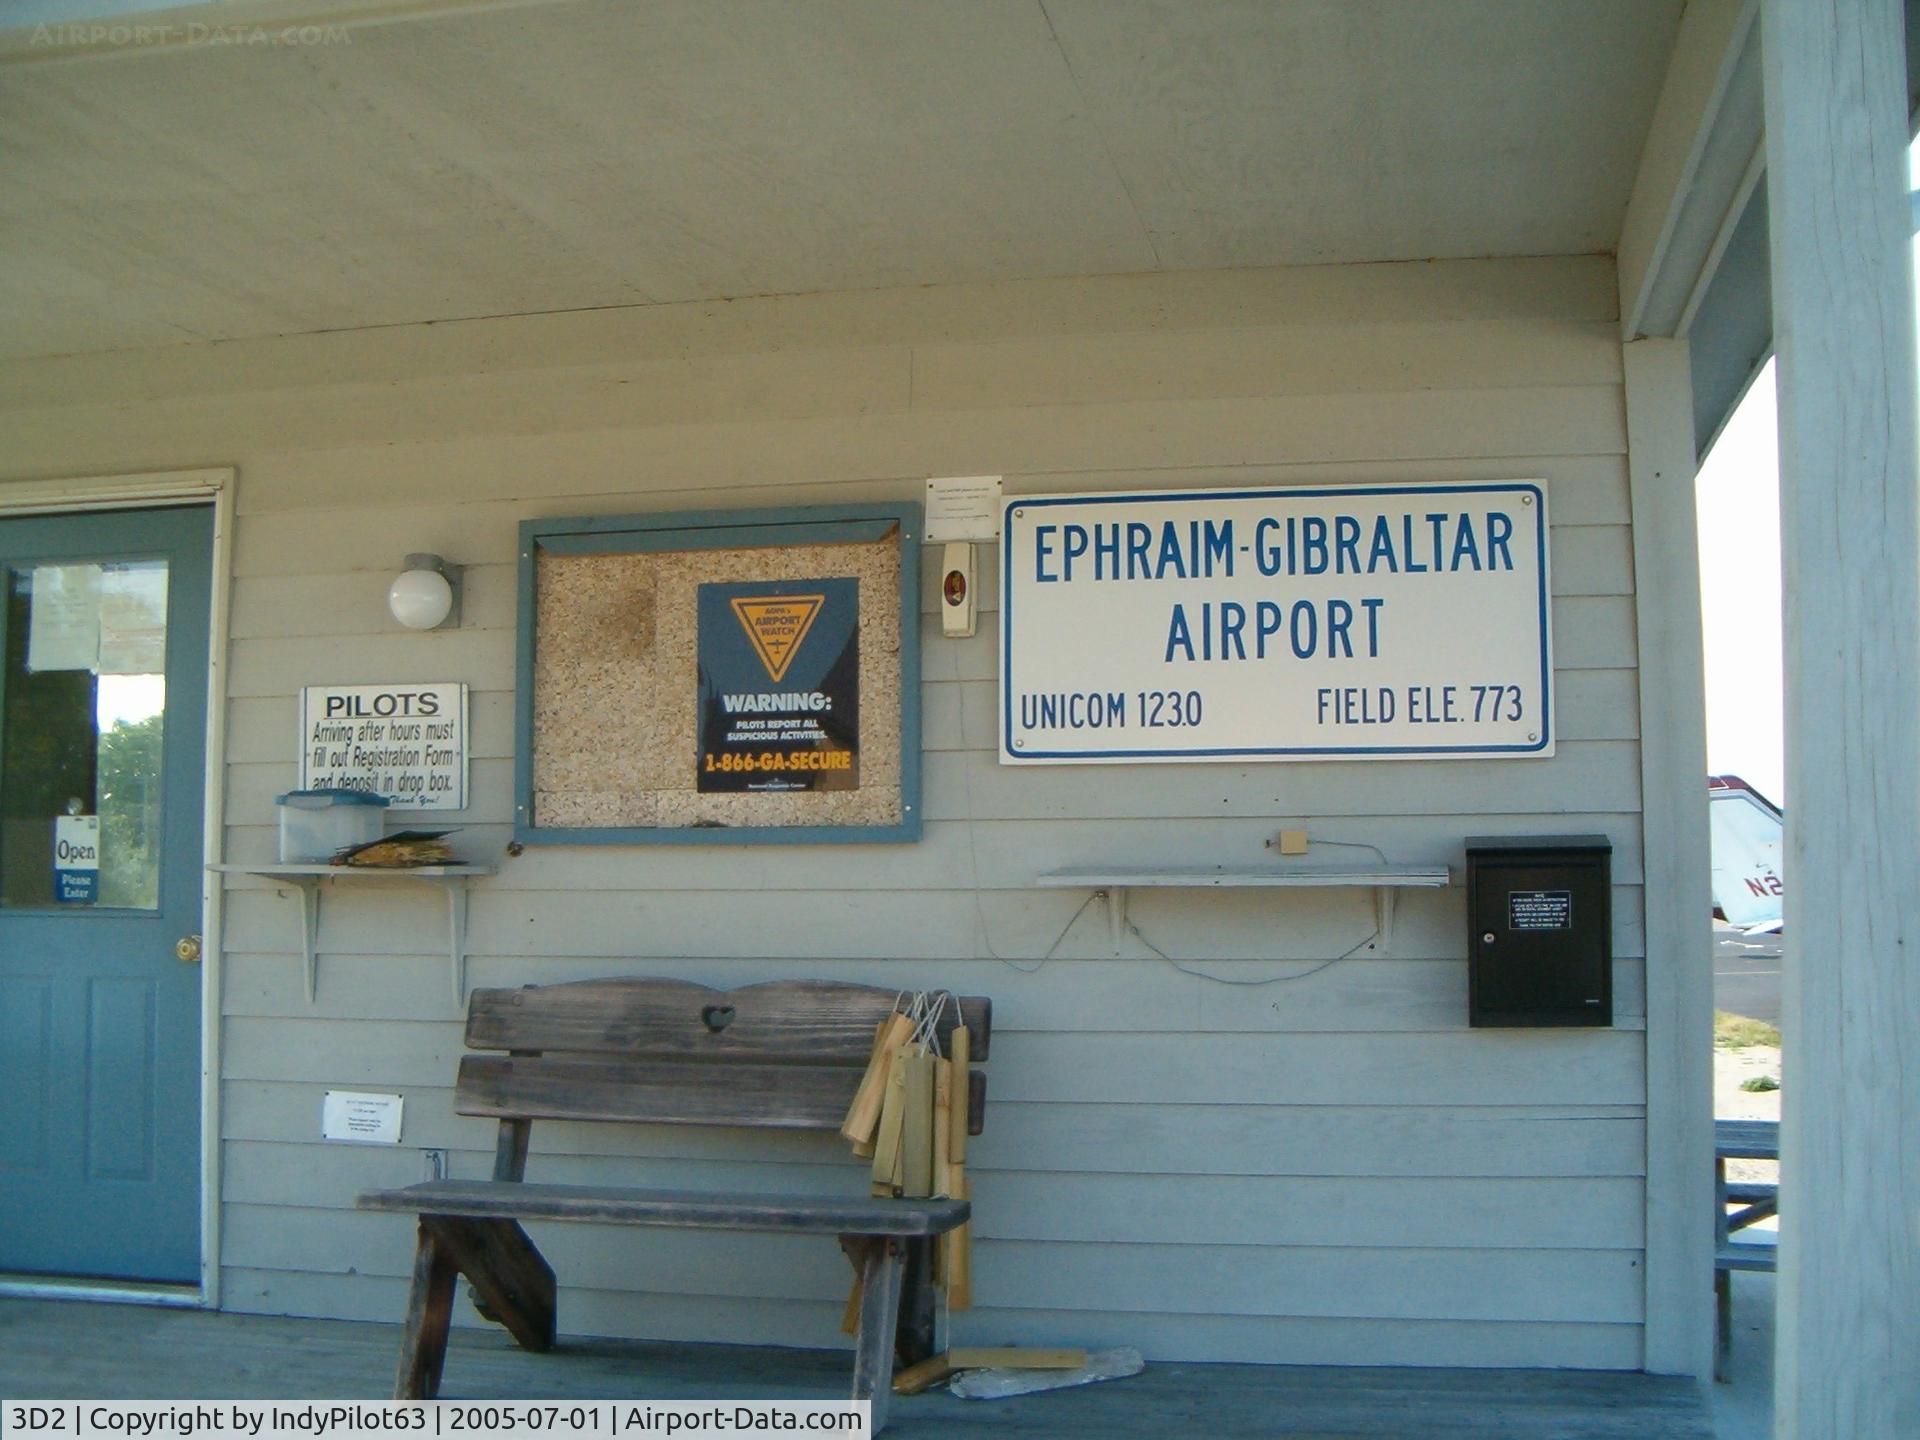 AIRPORT-DATA.COM
EPHRAIM-GIBRALTAR
AIRPORT
UNICOM 123.0 FIELD ELE. 773
AOPA's
AIRPORT
WATCH
WARNING:
PILOTS REPORT ALL
SUSPICIOUS ACTIVITIES.
1-866-GA-SECURE
PILOTS
Arriving after hours must
fill out Registration Form
and deposit in drop box.
Thank You!
Open
Please
Enter
N2
3D2 | Copyright by IndyPilot63 | 2005-07-01 | Airport-Data.com